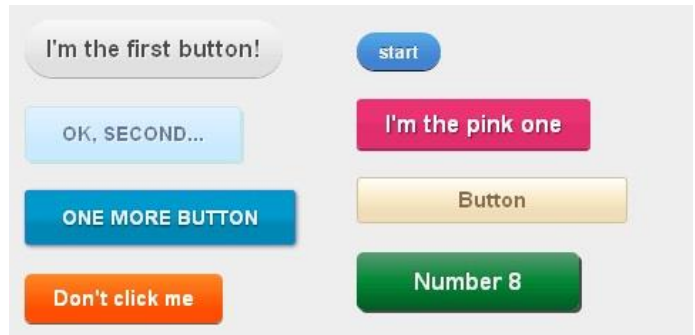 I'm the first button!
start
OK, SECOND...
I'm the pink one
ONE MORE BUTTON
Button
Don't click me
Number 8